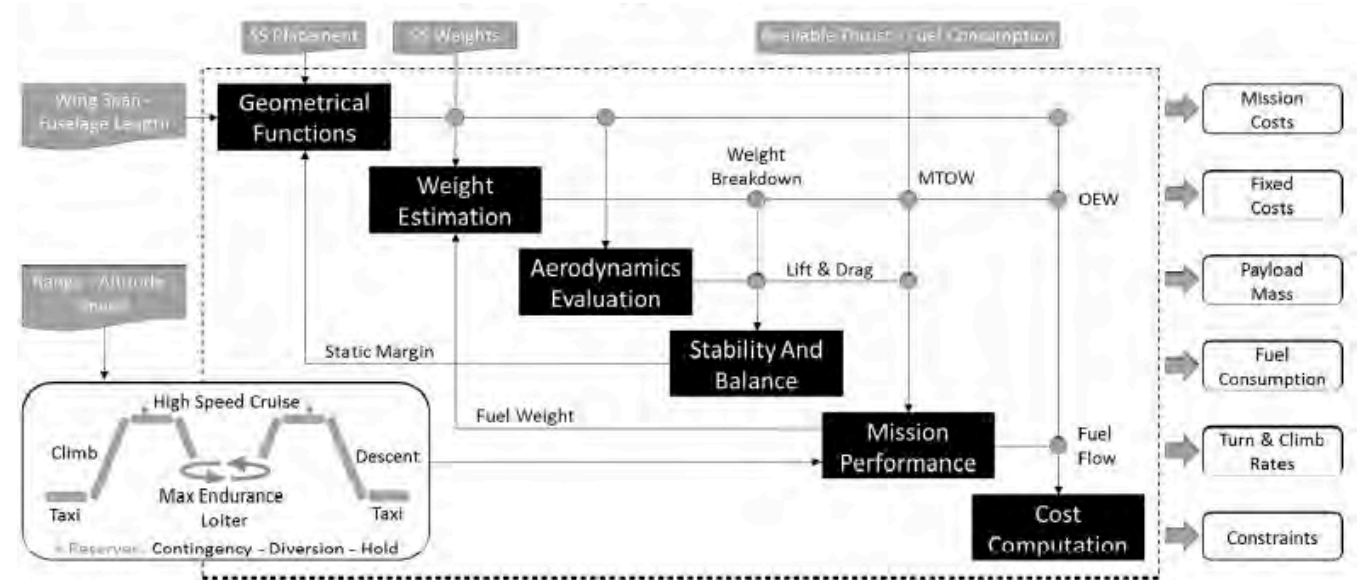 SS Placement
SS Weights
Available Thrust - Fuel Consumption
Wing Span -
Fuselage Length
Geometrical
Functions
Mission
Costs
Weight
Breakdown
MTOW
Weight
Estimation
OEW
Fixed
Costs
Aerodynamics
Evaluation
Lift & Drag
Payload
Mass
Range - Altitude
Static Margin
Stability And
Balance
Fuel
Consumption
High Speed Cruise
Fuel Weight
Climb
Descent
Mission
Performance
Fuel
Flow
Turn & Climb
Rates
Max Endurance
Loiter
Taxi
Taxi
Cost
Computation
Constraints
* Reserves: Contingency - Diversion - Hold